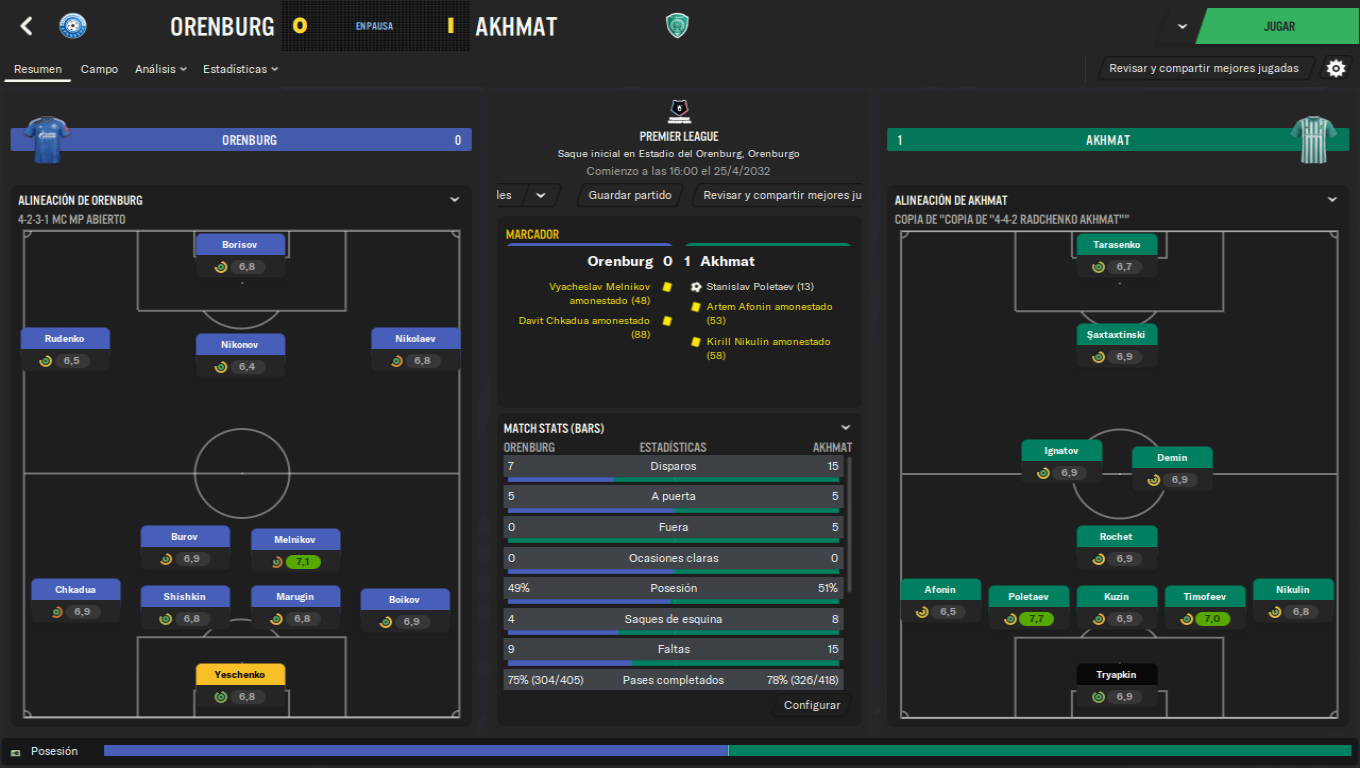 ORENBURG 0 EN PAUSA 1 AKHMAT
JUGAR
Resumen Campo Análisis Estadísticas
Revisar y compartir mejores jugadas
ORENBURG 0
PREMIER LEAGUE
Saque inicial en Estadio del Orenburg, Orenburgo
Comienzo a las 16:00 el 25/4/2032
les Guardar partido Revisar y compartir mejores ju
1 AKHMAT
ALINEACIÓN DE ORENBURG
4-2-3-1 MC MP ABIERTO
Borisov
6,8
Rudenko
6,5
Nikonov
6,4
Nikolaev
6,8
Burov
6,9
Melnikov
7,1
Chkadua
6,9
Shishkin
6,8
Marugin
6,8
Boikov
6,9
Yeschenko
6,8
MARCADOR
Orenburg 0 1 Akhmat
Vyacheslav Melnikov
amonestado (48)
Davit Chkadua amonestado
(88)
Stanislav Poletaev (13)
Artem Afonin amonestado
(53)
Kirill Nikulin amonestado
(58)
MATCH STATS (BARS)
ORENBURG ESTADÍSTICAS AKHMAT
7 Disparos 15
5 A puerta 5
0 Fuera 5
0 Ocasiones claras 0
49% Posesión 51%
4 Saques de esquina 8
9 Faltas 15
75% (304/405) Pases completados 78% (326/418)
Configurar
ALINEACIÓN DE AKHMAT
COPIA DE "COPIA DE "4-4-2 RADCHENKO AKHMAT""
Tarasenko
6,7
Şaxtaxtinski
6,9
Ignatov
6,9
Demin
6,9
Rochet
6,9
Afonin
6,5
Poletaev
7,7
Kuzin
6,9
Timofeev
7,0
Nikulin
6,8
Tryapkin
6,9
Posesión